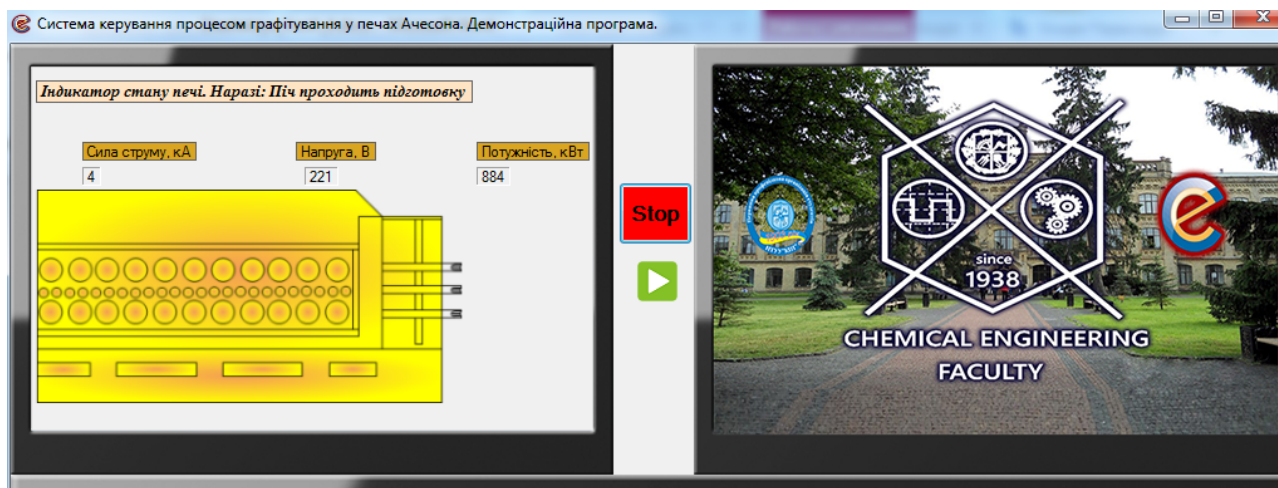 Система керування процесом графітування у печах Ачесона. Демонстраційна програма.
Індикатор стану печі. Наразі: Піч проходить підготовку
Сила струму, кА
Напруга, В
Потужність, кВт
4
221
884
Stop
since
1938
CHEMICAL ENGINEERING
FACULTY